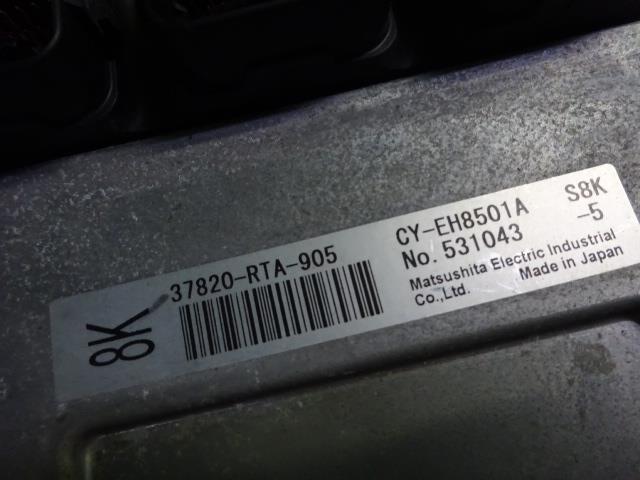 37820-RTA-905
8K
CY-EH8501A
S8K
No. 531043
-5
Matsushita Electric Industrial
Co.,Ltd.
Made in Japan